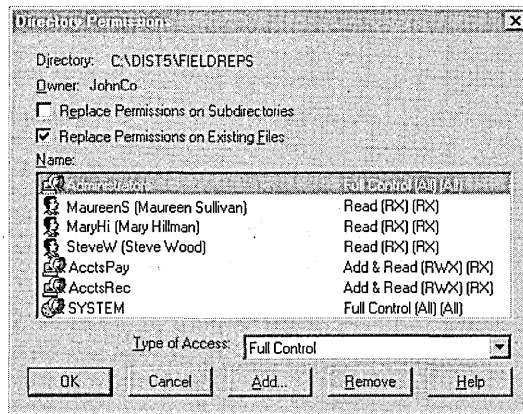 Directory Permissions
Directory: C:\DIST5\FIELDREPS
Owner: JohnCo
Replace Permissions on Subdirectories
Replace Permissions on Existing Files
Name:
Administrator Full Control (All) (All)
MaureenS (Maureen Sullivan) Read (RX) (RX)
MaryHi (Mary Hillman) Read (RX) (RX)
SteveW (Steve Wood) Read (RX) (RX)
AcctsPay Add & Read (RWX) (RX)
AcctsRec Add & Read (RWX) (RX)
SYSTEM Full Control (All) (All)
Type of Access: Full Control
OK Cancel Add... Remove Help